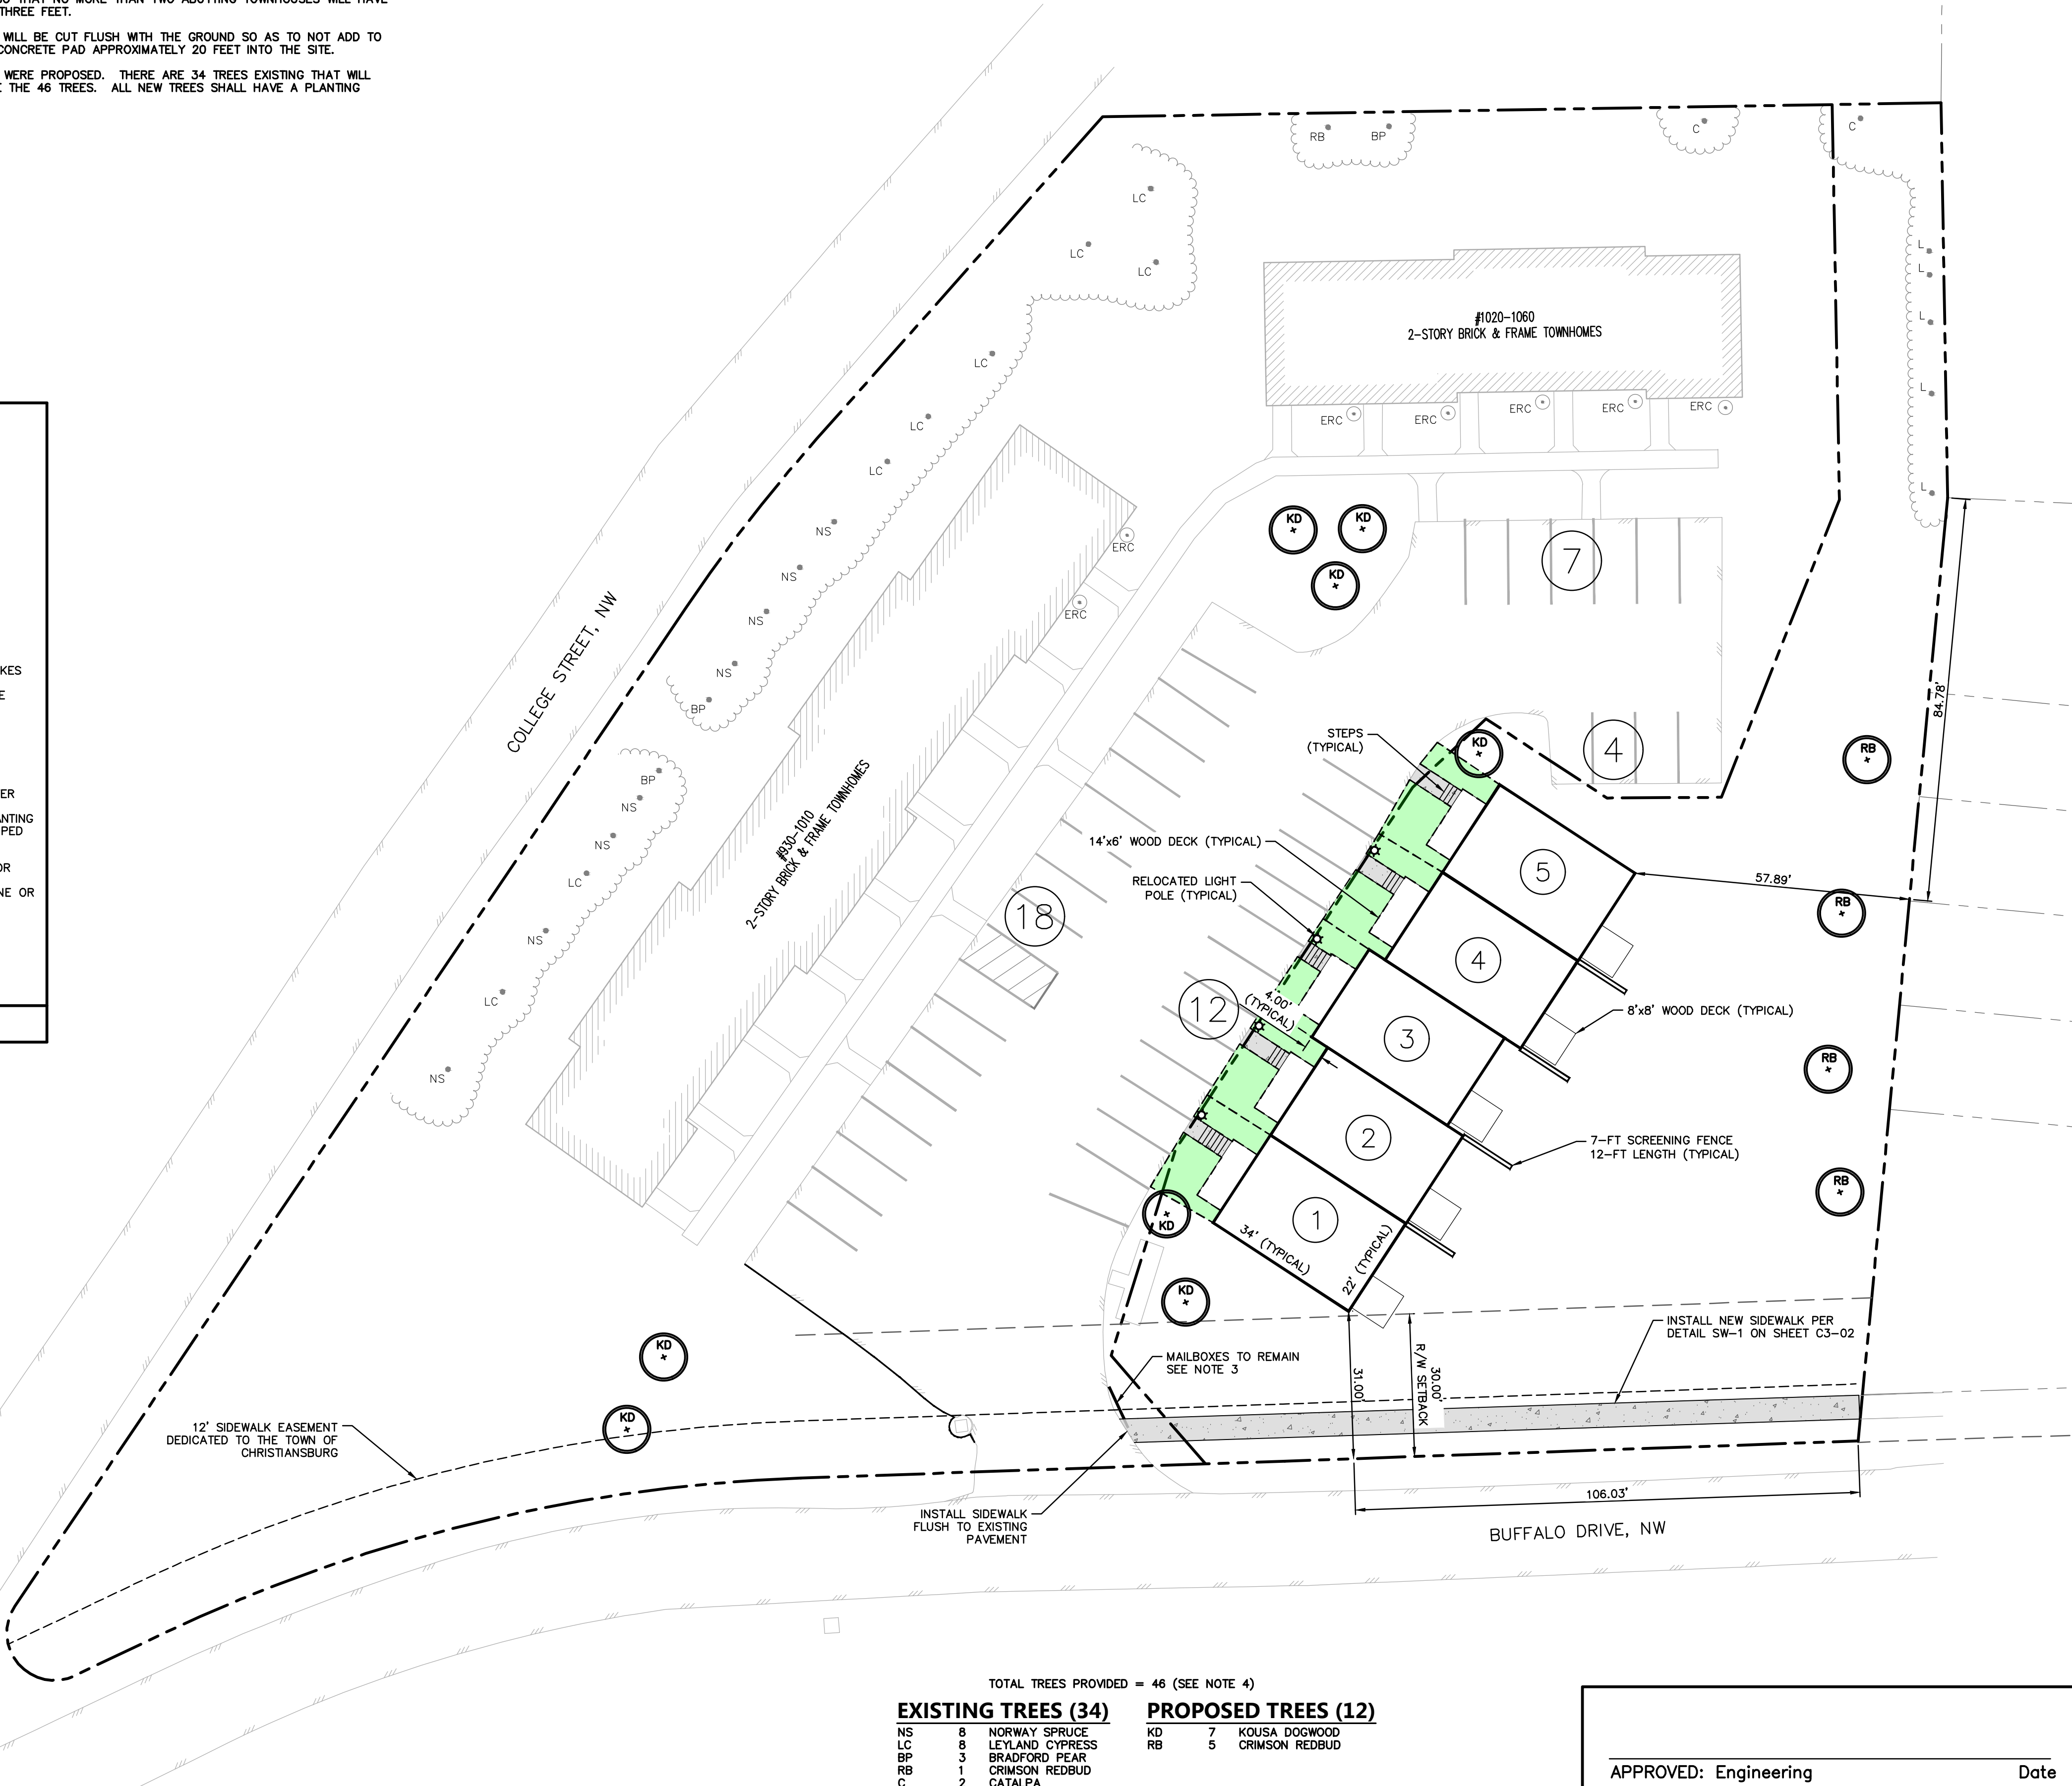 SO THAT NO MORE THAN TWO ABUTTING TOWNHOUSES WILL HAVE
THREE FEET.
WILL BE CUT FLUSH WITH THE GROUND SO AS TO NOT ADD TO
CONCRETE PAD APPROXIMATELY 20 FEET INTO THE SITE.
WERE PROPOSED. THERE ARE 34 TREES EXISTING THAT WILL
THE 46 TREES. ALL NEW TREES SHALL HAVE A PLANTING
KES
E
ER
ANTING
PED
OR
NE OR
RB
BP
C
C
LC
LC
LC
L
L
L
L
L
#1020-1060
2-STORY BRICK & FRAME TOWNHOMES
LC
LC
LC
ERC
ERC
ERC
ERC
ERC
NS
NS
NS
NS
BP
ERC
ERC
KD
KD
KD
7
COLLEGE STREET, NW
84.78'
BP
NS
NS
LC
NS
LC
NS
#930-1010
2-STORY BRICK & FRAME TOWNHOMES
STEPS
(TYPICAL)
KD
4
RB
14'x6' WOOD DECK (TYPICAL)
RELOCATED LIGHT
POLE (TYPICAL)
5
57.89'
RB
18
4
12
4.00'
(TYPICAL)
3
8'x8' WOOD DECK (TYPICAL)
RB
2
7-FT SCREENING FENCE
12-FT LENGTH (TYPICAL)
RB
KD
1
34' (TYPICAL)
22' (TYPICAL)
KD
KD
KD
INSTALL NEW SIDEWALK PER
DETAIL SW-1 ON SHEET C3-02
MAILBOXES TO REMAIN
SEE NOTE 3
31.00'
30.00'
R/W SETBACK
12' SIDEWALK EASEMENT
DEDICATED TO THE TOWN OF
CHRISTIANSBURG
INSTALL SIDEWALK
FLUSH TO EXISTING
PAVEMENT
106.03'
BUFFALO DRIVE, NW
TOTAL TREES PROVIDED = 46 (SEE NOTE 4)
EXISTING TREES (34)
NS 8 NORWAY SPRUCE
LC 8 LEYLAND CYPRESS
BP 3 BRADFORD PEAR
RB 1 CRIMSON REDBUD
C 2 CATALPA
PROPOSED TREES (12)
KD 7 KOUSA DOGWOOD
RB 5 CRIMSON REDBUD
APPROVED: Engineering Date